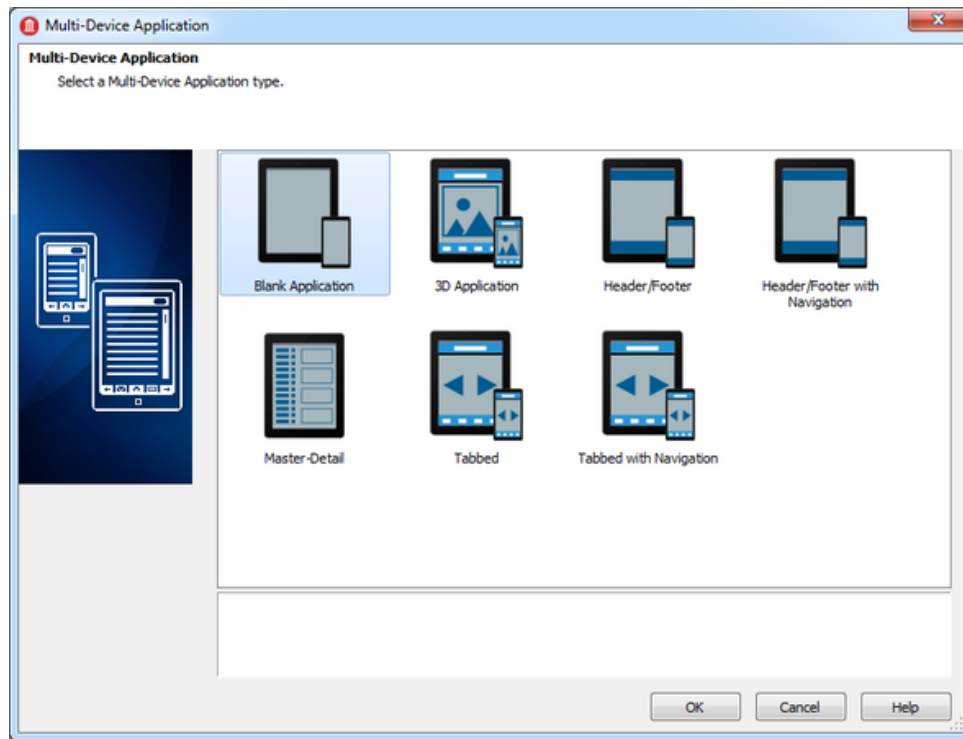 Multi-Device Application
Multi-Device Application
Select a Multi-Device Application type.
Blank Application
3D Application
Header/Footer
Header/Footer with
Navigation
Master-Detail
Tabbed
Tabbed with Navigation
OK
Cancel
Help